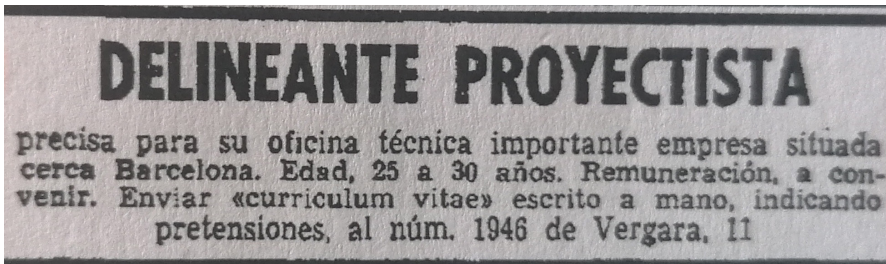 DELINEANTE PROYECTISTA
precisa para su oficina técnica importante empresa situada
cerca Barcelona. Edad, 25 a 30 años. Remuneración, a con-
venir. Enviar «curriculum vitae» escrito a mano, indicando
pretensiones, al núm. 1946 de Vergara, 11